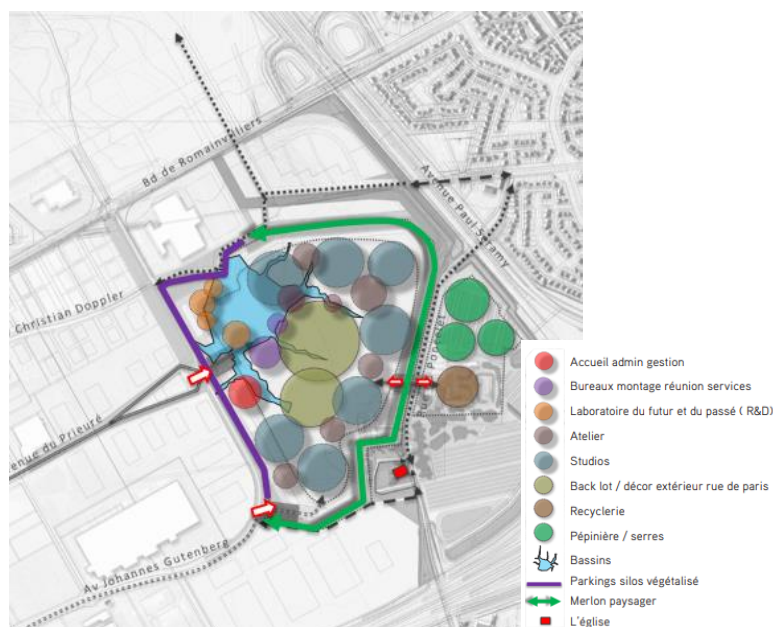 Bd de Romainvilliers
Avenue Paul Séramy
Christian Doppler
Rue Poncelet
enue du Prieuré
Av Johannes Gutenberg
Accueil admin gestion
Bureaux montage réunion services
Laboratoire du futur et du passé ( R&D)
Atelier
Studios
Back lot / décor extérieur rue de paris
Recyclerie
Pépinière / serres
Bassins
Parkings silos végétalisé
Merlon paysager
L'église